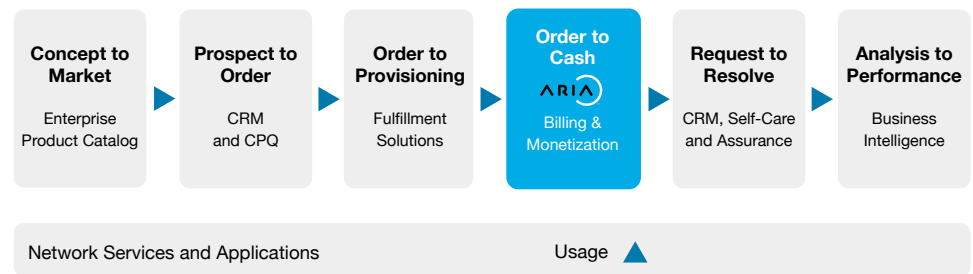 Concept to
Market
Enterprise
Product Catalog
Prospect to
Order
CRM
and CPQ
Order to
Provisioning
Fulfillment
Solutions
Order to
Cash
ARIA
Billing &
Monetization
Request to
Resolve
CRM, Self-Care
and Assurance
Analysis to
Performance
Business
Intelligence
Network Services and Applications
Usage